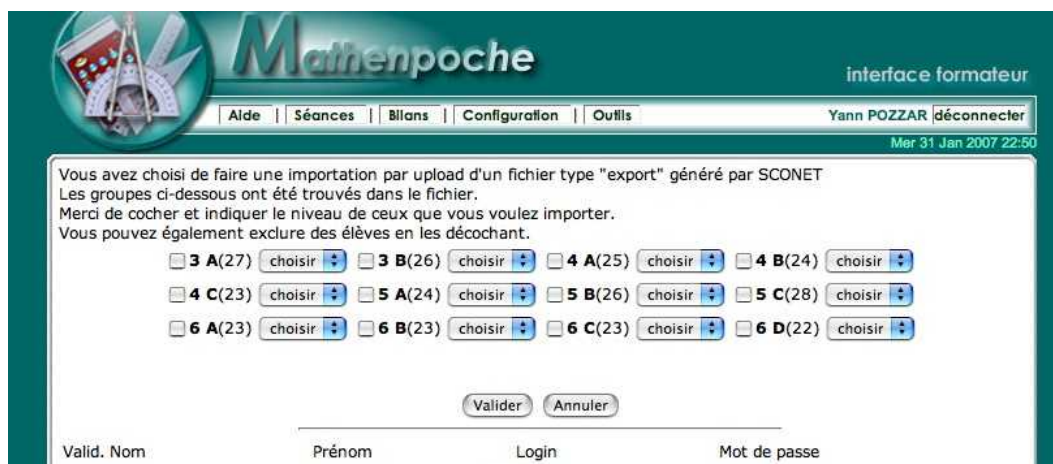 Mathenpoche
interface formateur
Aide | Séances | Bilans | Configuration | Outils
Yann POZZAR déconnecter
Mer 31 Jan 2007 22:50
Vous avez choisi de faire une importation par upload d'un fichier type "export" généré par SCONET
Les groupes ci-dessous ont été trouvés dans le fichier.
Merci de cocher et indiquer le niveau de ceux que vous voulez importer.
Vous pouvez également exclure des élèves en les décochant.
3 A(27) choisir 3 B(26) choisir 4 A(25) choisir 4 B(24) choisir
4 C(23) choisir 5 A(24) choisir 5 B(26) choisir 5 C(28) choisir
6 A(23) choisir 6 B(23) choisir 6 C(23) choisir 6 D(22) choisir
Valider Annuler
Valid. Nom Prénom Login Mot de passe